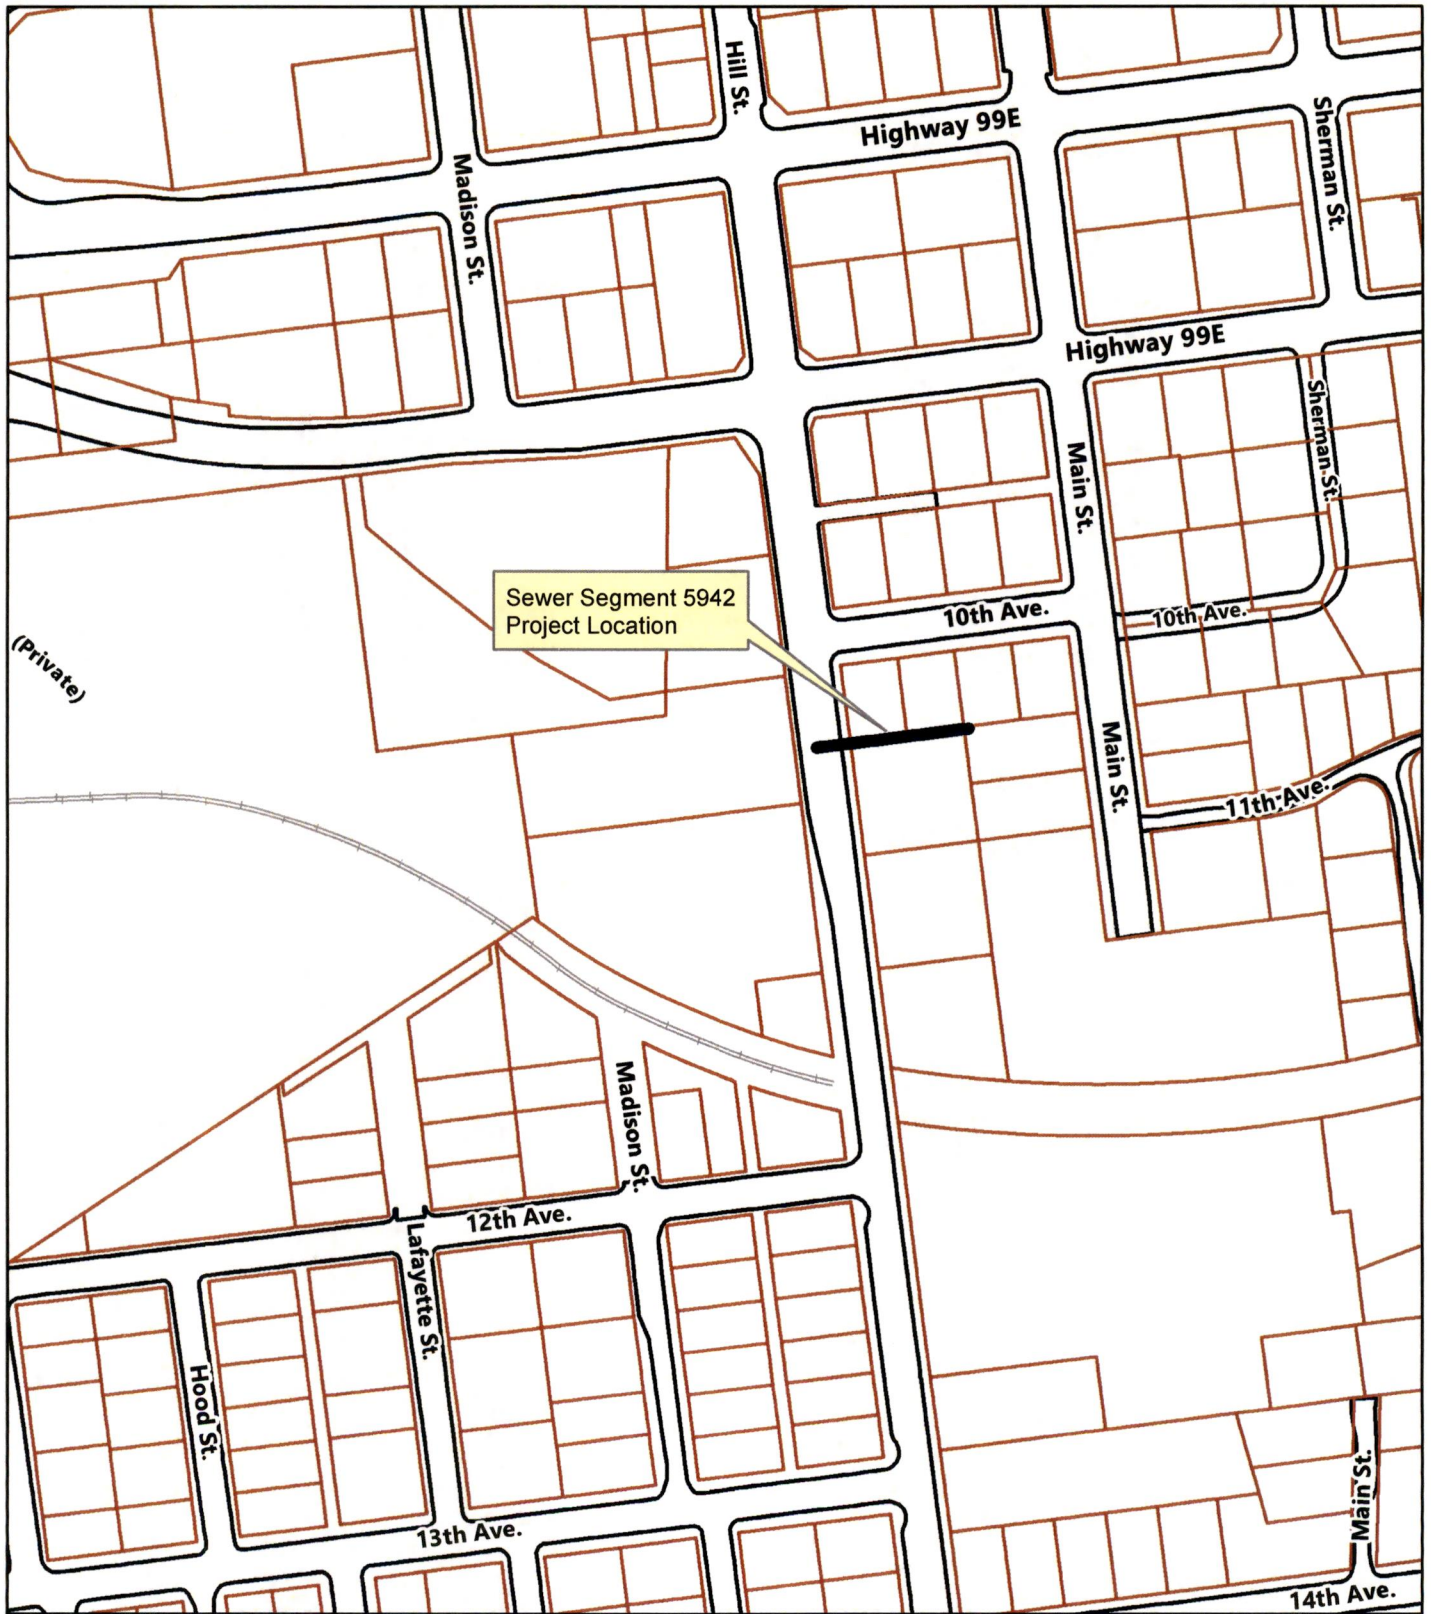 Hill St.
Highway 99E
Sherman St.
Madison St.
Highway 99E
Sherman St.
Main St.
Sewer Segment 5942
Project Location
10th Ave.
10th Ave.
(Private)
Main St.
11th Ave.
Madison St.
12th Ave.
Lafayette St.
Hood St.
Main St.
13th Ave.
14th Ave.